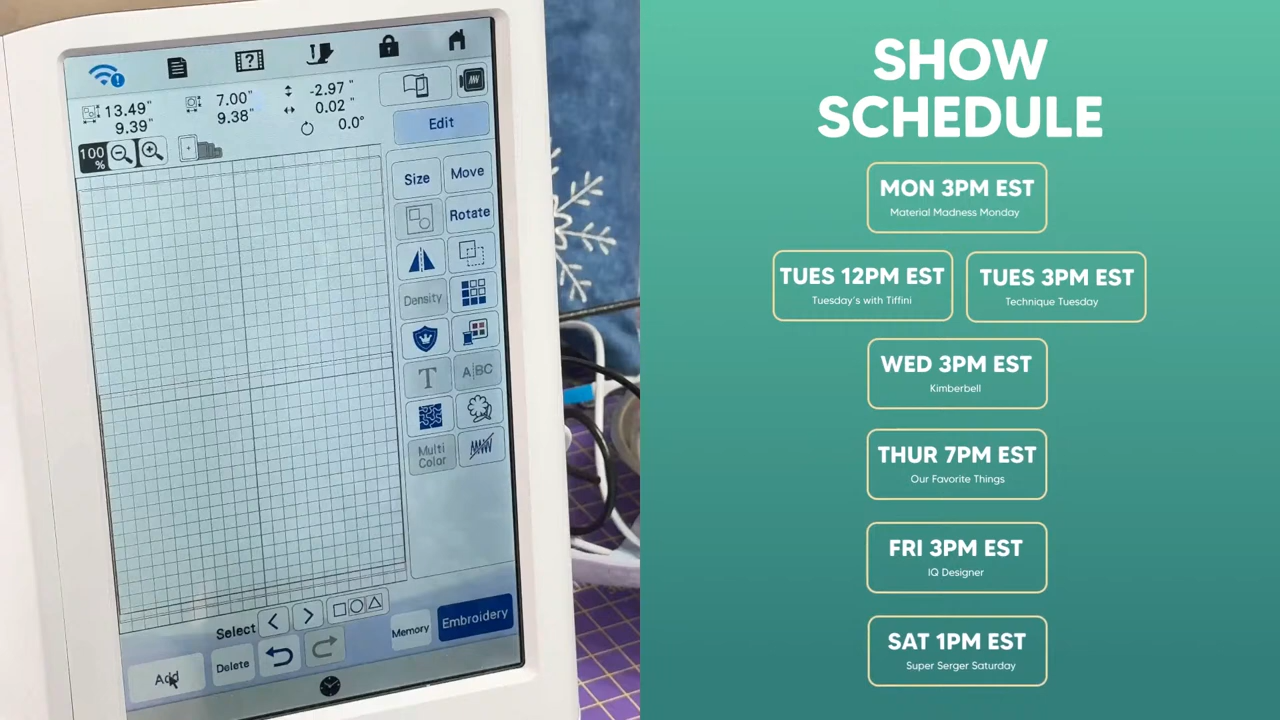 13.49"
9.39"
7.00"
9.38"
-2.97 "
0.02 "
0.0°
100
%
Edit
Size
Move
Rotate
Density
T
A|BC
Multi
Color
Select
Add
Delete
Memory
Embroidery
SHOW
SCHEDULE
MON 3PM EST
Material Madness Monday
TUES 12PM EST
Tuesday's with Tiffini
TUES 3PM EST
Technique Tuesday
WED 3PM EST
Kimberbell
THUR 7PM EST
Our Favorite Things
FRI 3PM EST
IQ Designer
SAT 1PM EST
Super Serger Saturday